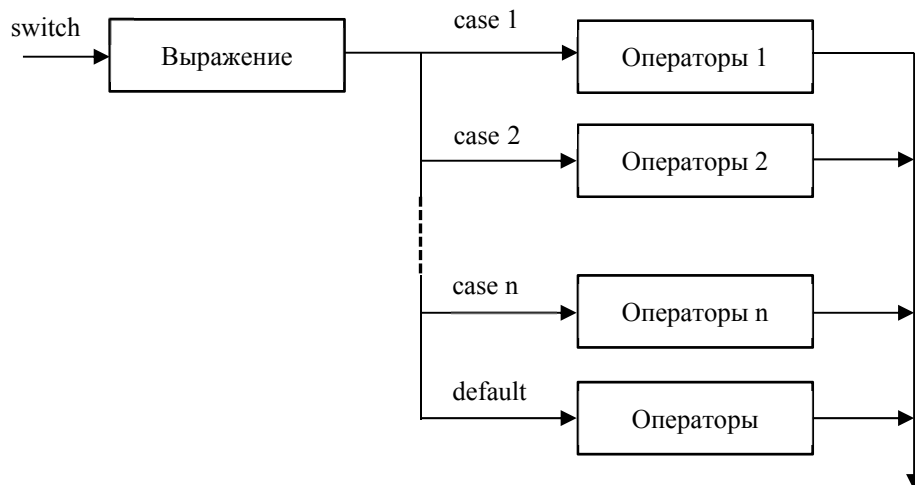 switch
Выражение
case 1
Операторы 1
case 2
Операторы 2
case n
Операторы n
default
Операторы